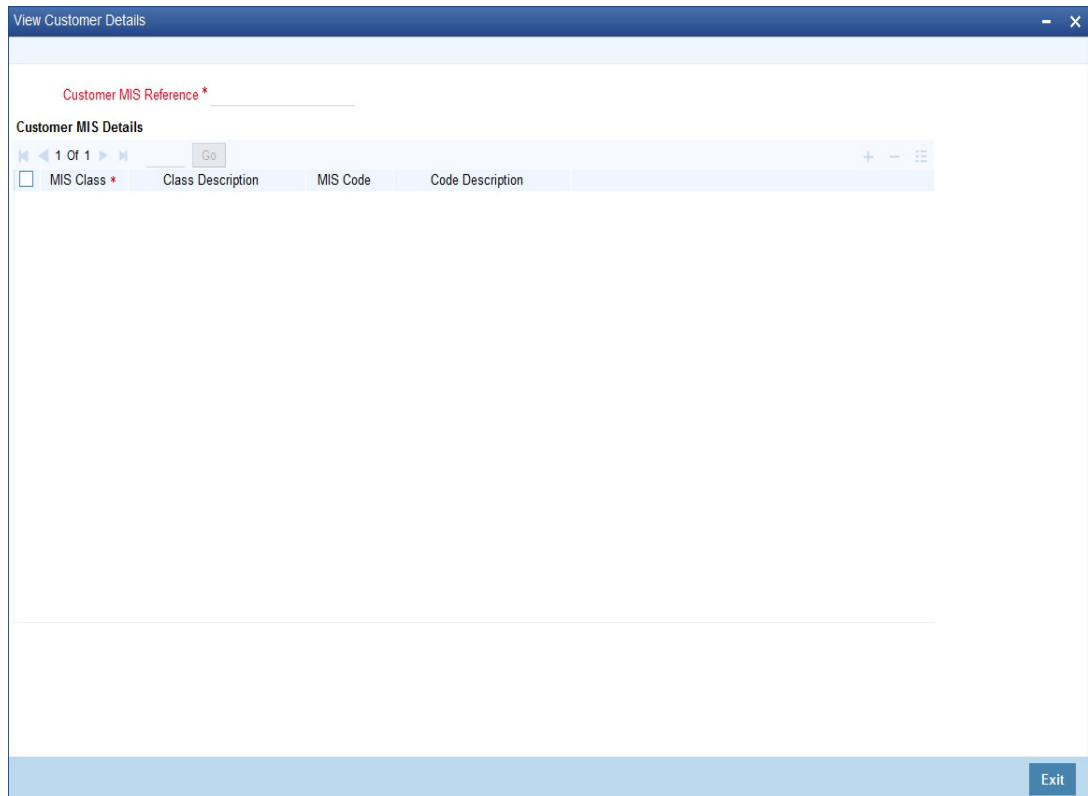 View Customer Details
Customer MIS Reference *
Customer MIS Details
1 Of 1 Go
MIS Class * Class Description MIS Code Code Description
Exit